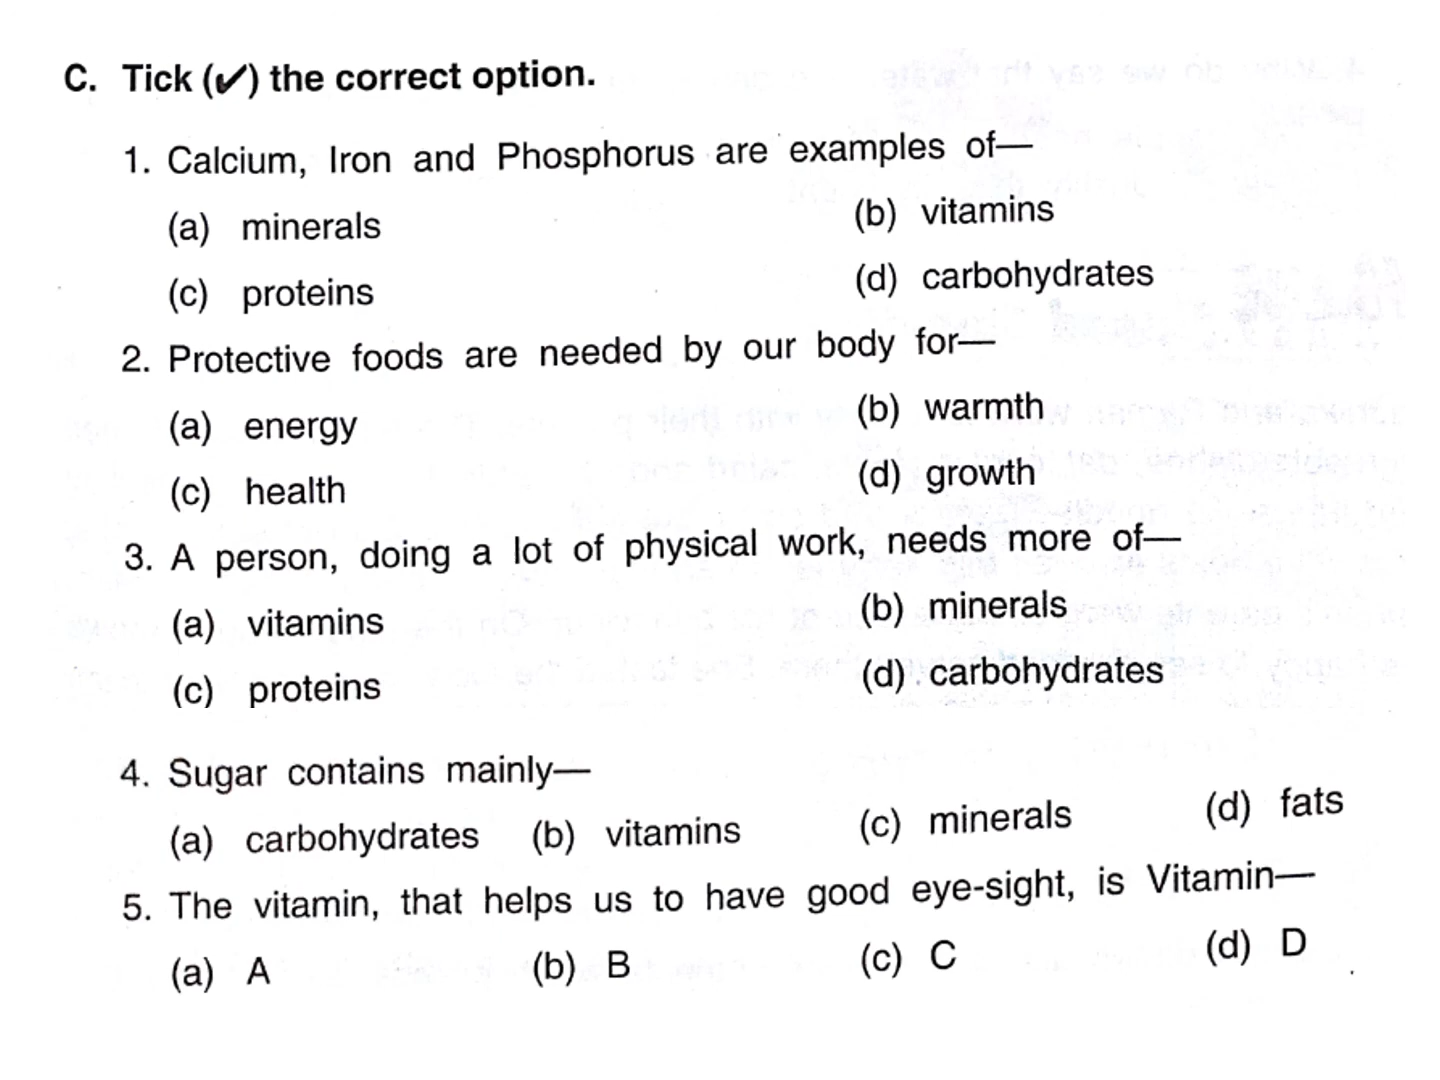 C. Tick (✔) the correct option.
1. Calcium, Iron and Phosphorus are examples of—
(a) minerals (b) vitamins
(c) proteins (d) carbohydrates
2. Protective foods are needed by our body for—
(a) energy (b) warmth
(c) health (d) growth
3. A person, doing a lot of physical work, needs more of—
(a) vitamins (b) minerals
(c) proteins (d) carbohydrates
4. Sugar contains mainly—
(a) carbohydrates (b) vitamins (c) minerals (d) fats
5. The vitamin, that helps us to have good eye-sight, is Vitamin—
(a) A (b) B (c) C (d) D